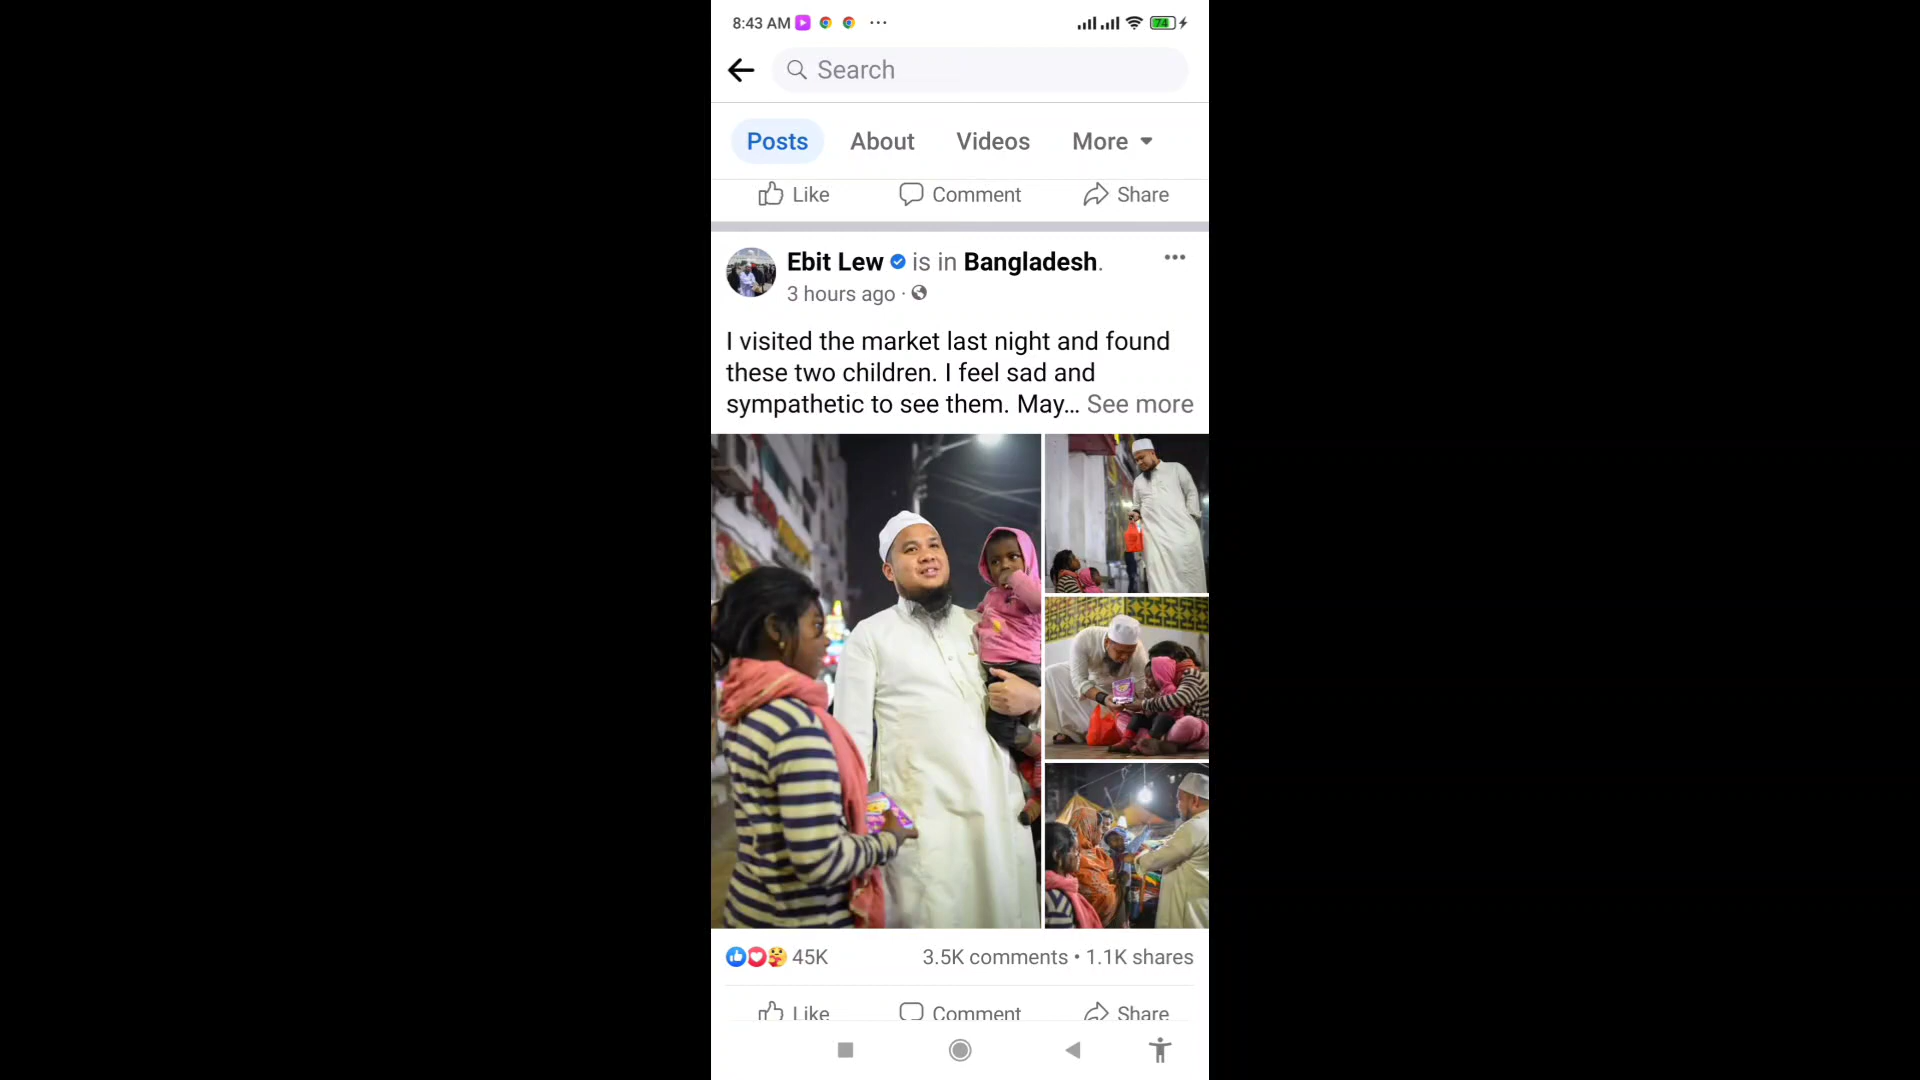 8:43 AM
74
Search
Posts About Videos More
Like Comment Share
Ebit Lew is in Bangladesh.
3 hours ago ·
I visited the market last night and found
these two children. I feel sad and
sympathetic to see them. May... See more
45K 3.5K comments • 1.1K shares
Like Comment Share